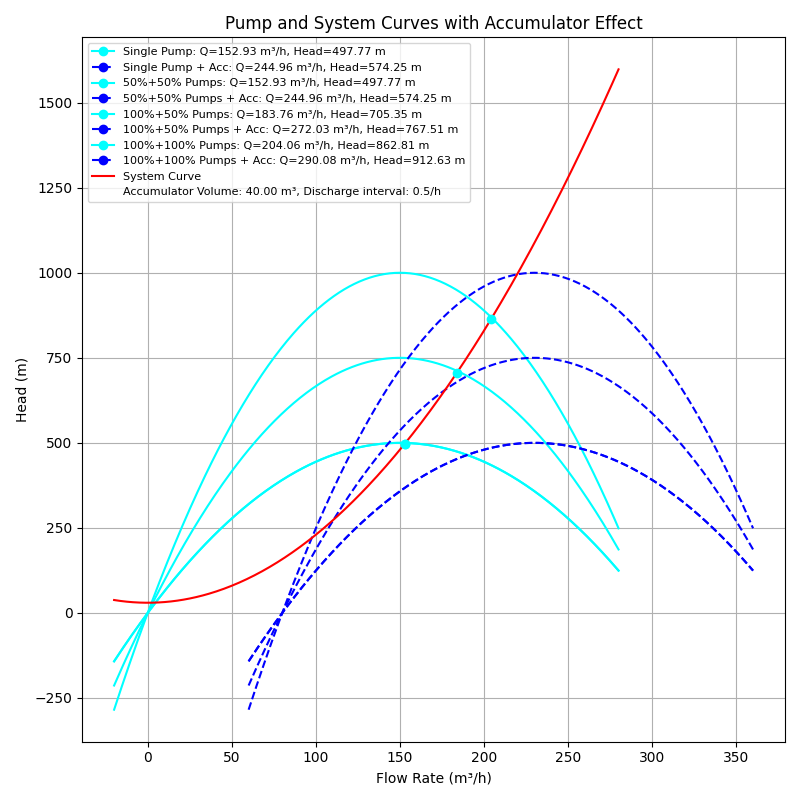 Pump and System Curves with Accumulator Effect
Single Pump: Q=152.93 m³/h, Head=497.77 m
Single Pump + Acc: Q=244.96 m³/h, Head=574.25 m
50%+50% Pumps: Q=152.93 m³/h, Head=497.77 m
50%+50% Pumps + Acc: Q=244.96 m³/h, Head=574.25 m
100%+50% Pumps: Q=183.76 m³/h, Head=705.35 m
100%+50% Pumps + Acc: Q=272.03 m³/h, Head=767.51 m
100%+100% Pumps: Q=204.06 m³/h, Head=862.81 m
100%+100% Pumps + Acc: Q=290.08 m³/h, Head=912.63 m
System Curve
Accumulator Volume: 40.00 m³, Discharge interval: 0.5/h
1500
1250
1000
750
500
250
0
−250
Head (m)
0 50 100 150 200 250 300 350
Flow Rate (m³/h)